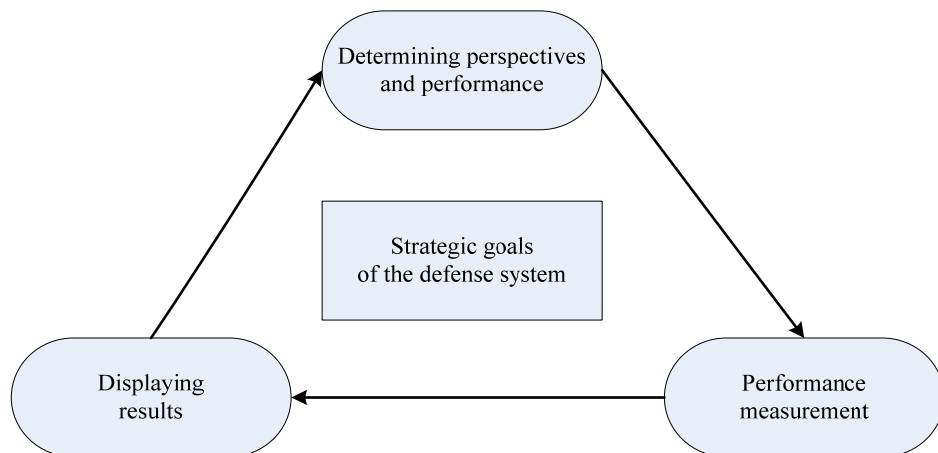 Determining perspectives
and performance
Strategic goals
of the defense system
Displaying
results
Performance
measurement